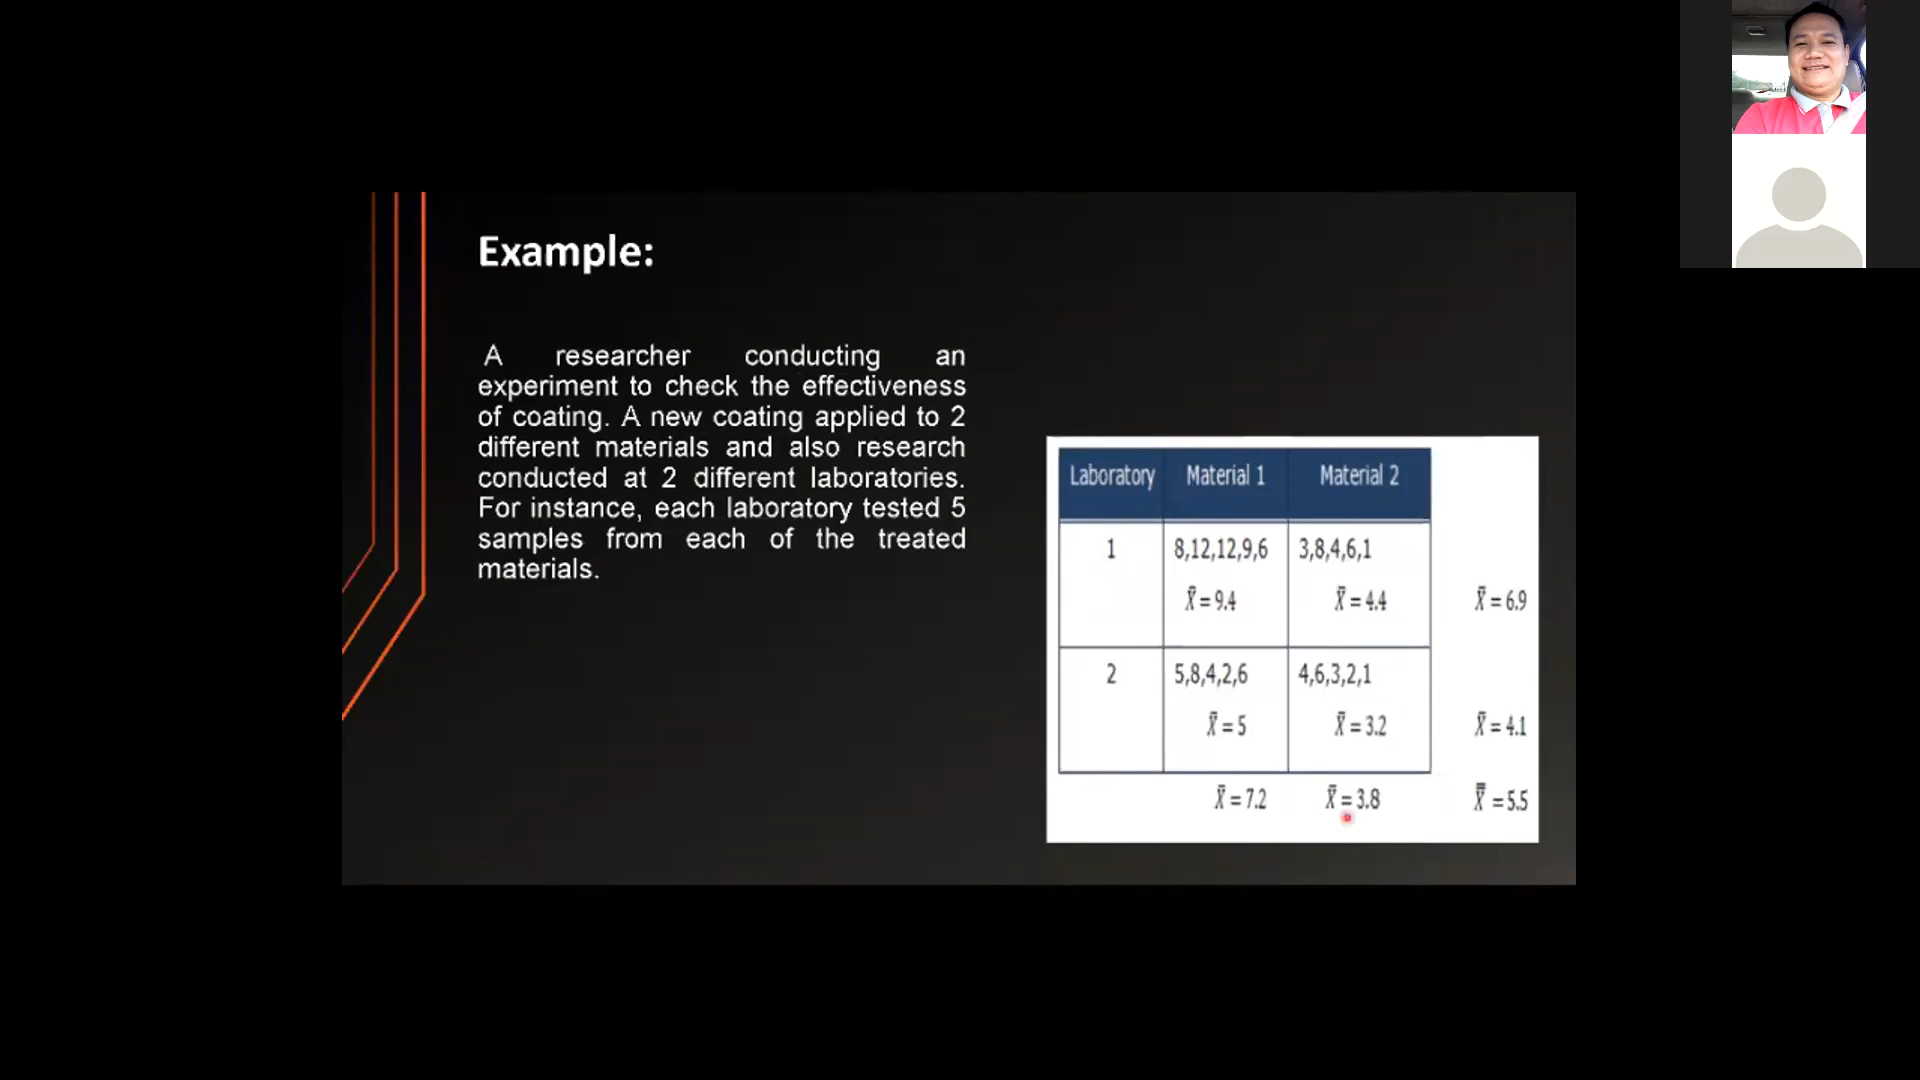 Example:
A researcher conducting an
experiment to check the effectiveness
of coating. A new coating applied to 2
different materials and also research
conducted at 2 different laboratories.
For instance, each laboratory tested 5
samples from each of the treated
materials.
Laboratory Material 1 Material 2
1 8,12,12,9,6 3,8,4,6,1
X̄ = 9.4 X̄ = 4.4 X̄ = 6.9
2 5,8,4,2,6 4,6,3,2,1
X̄ = 5 X̄ = 3.2 X̄ = 4.1
X̄ = 7.2 X̄ = 3.8 X̿ = 5.5